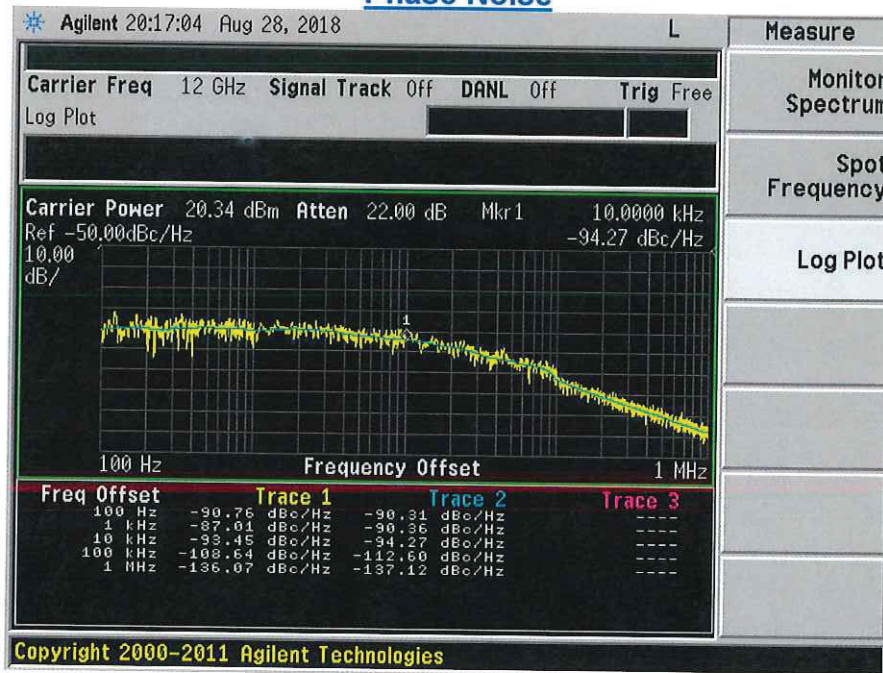 Phase Noise
Agilent 20:17:04 Aug 28, 2018 L
Measure
Carrier Freq 12 GHz Signal Track Off DANL Off Trig Free
Log Plot
Monitor
Spectrum
Spot
Frequency
Log Plot
Carrier Power 20.34 dBm Atten 22.00 dB Mkr1 10.0000 kHz
Ref -50.00dBc/Hz -94.27 dBc/Hz
10.00
dB/
1
100 Hz Frequency Offset 1 MHz
Freq Offset Trace 1 Trace 2 Trace 3
100 Hz -90.76 dBc/Hz -90.31 dBc/Hz ----
1 kHz -87.01 dBc/Hz -90.36 dBc/Hz ----
10 kHz -93.45 dBc/Hz -94.27 dBc/Hz ----
100 kHz -108.64 dBc/Hz -112.60 dBc/Hz ----
1 MHz -136.07 dBc/Hz -137.12 dBc/Hz ----
Copyright 2000-2011 Agilent Technologies